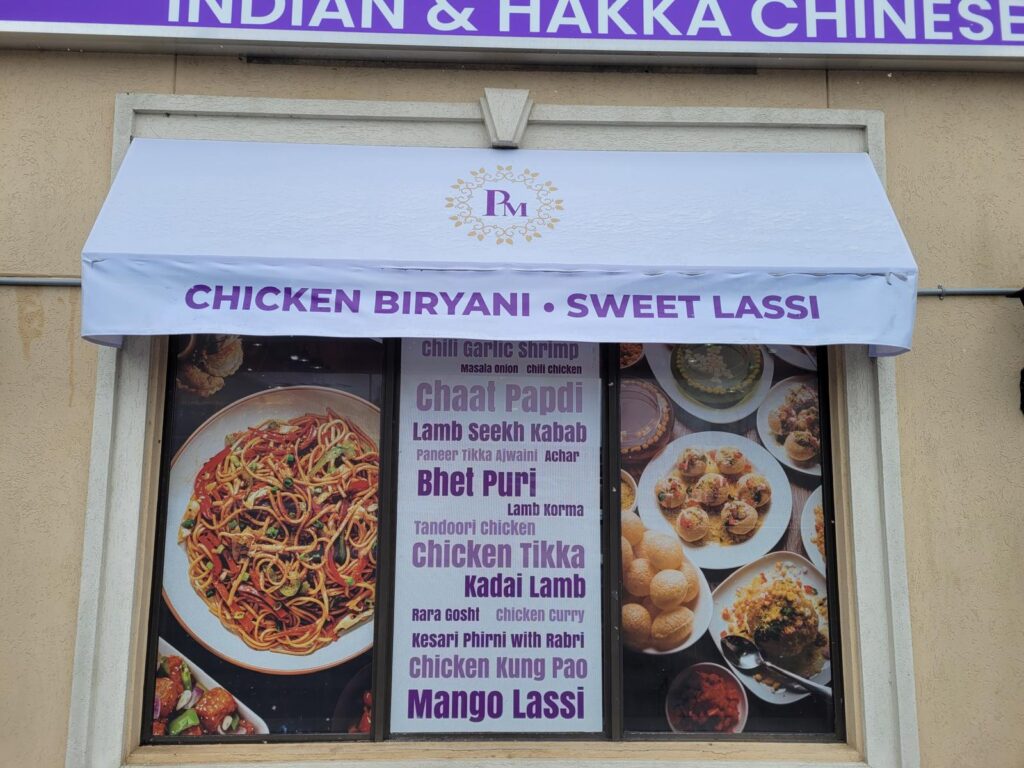 INDIAN & HAKKA CHINESE
PM
CHICKEN BIRYANI • SWEET LASSI
Chili Garlic Shrimp
Masala Onion Chili Chicken
Chaat Papdi
Lamb Seekh Kabab
Paneer Tikka Ajwaini Achar
Bhet Puri
Lamb Korma
Tandoori Chicken
Chicken Tikka
Kadai Lamb
Rara Gosht Chicken Curry
Kesari Phirni with Rabri
Chicken Kung Pao
Mango Lassi